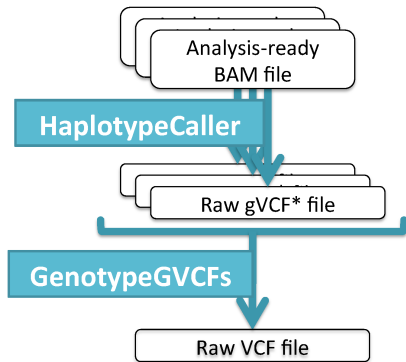 Analysis-ready
BAM file
HaplotypeCaller
Raw gVCF* file
GenotypeGVCFs
Raw VCF file